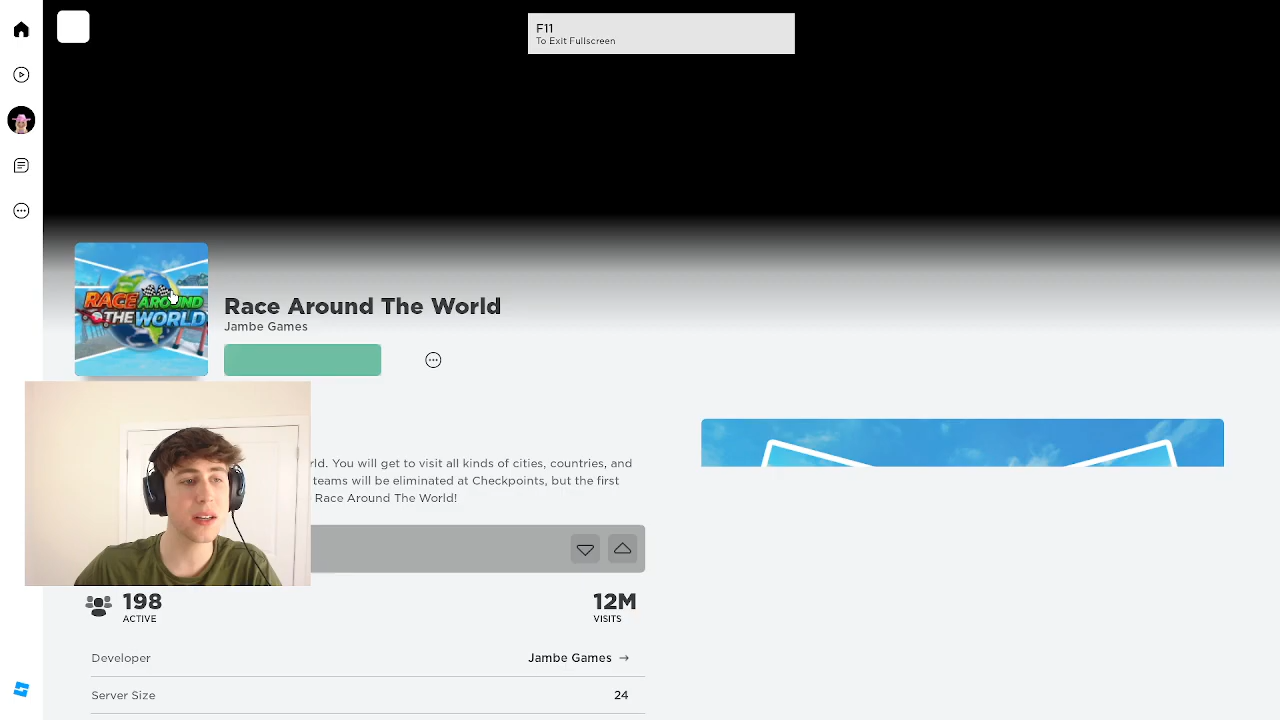 F11
To Exit Fullscreen
RACE AROUND
THE WORLD
Race Around The World
Jambe Games
rld. You will get to visit all kinds of cities, countries, and
teams will be eliminated at Checkpoints, but the first
Race Around The World!
198
ACTIVE
12M
VISITS
Developer
Jambe Games →
Server Size
24